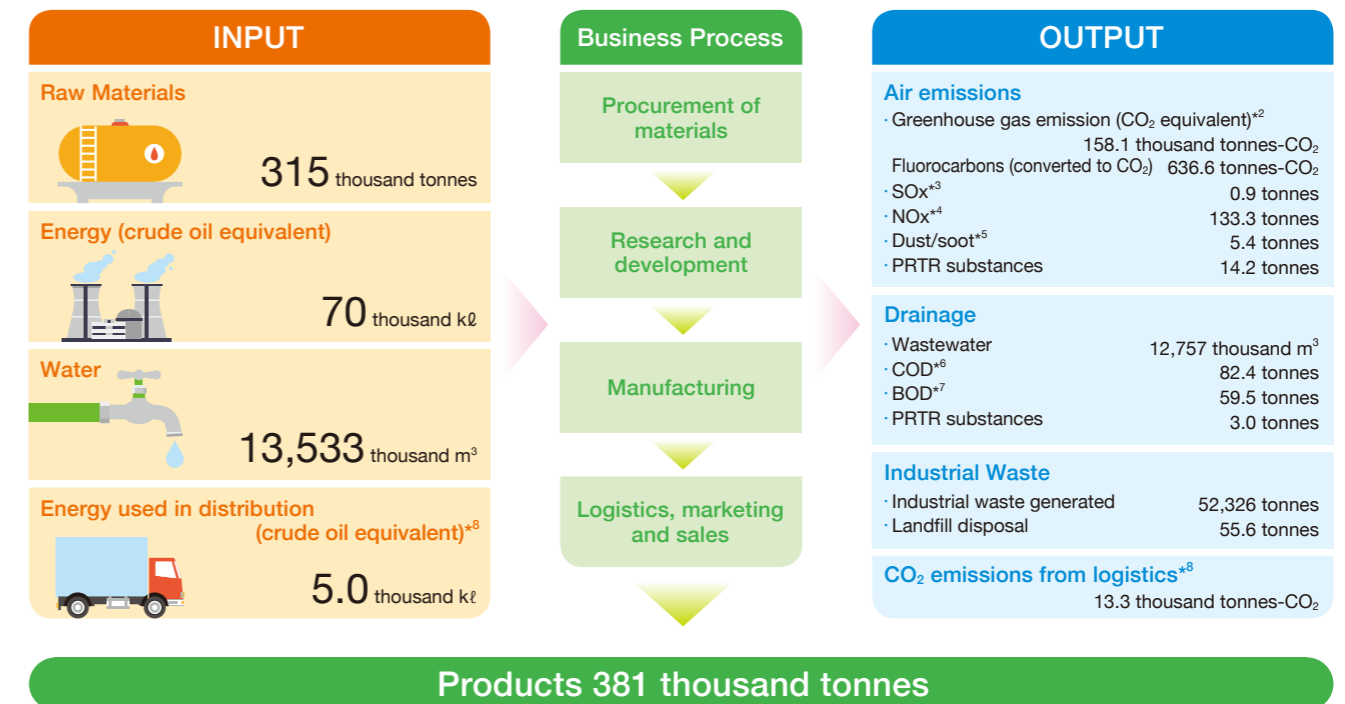 INPUT
Raw Materials
315 thousand tonnes
Energy (crude oil equivalent)
70 thousand kℓ
Water
13,533 thousand m³
Energy used in distribution
(crude oil equivalent)*⁸
5.0 thousand kℓ
Business Process
Procurement of
materials
Research and
development
Manufacturing
Logistics, marketing
and sales
OUTPUT
Air emissions
· Greenhouse gas emission (CO₂ equivalent)*²
158.1 thousand tonnes-CO₂
Fluorocarbons (converted to CO₂) 636.6 tonnes-CO₂
· SOx*³ 0.9 tonnes
· NOx*⁴ 133.3 tonnes
· Dust/soot*⁵ 5.4 tonnes
· PRTR substances 14.2 tonnes
Drainage
· Wastewater 12,757 thousand m³
· COD*⁶ 82.4 tonnes
· BOD*⁷ 59.5 tonnes
· PRTR substances 3.0 tonnes
Industrial Waste
· Industrial waste generated 52,326 tonnes
· Landfill disposal 55.6 tonnes
CO₂ emissions from logistics*⁸
13.3 thousand tonnes-CO₂
Products 381 thousand tonnes